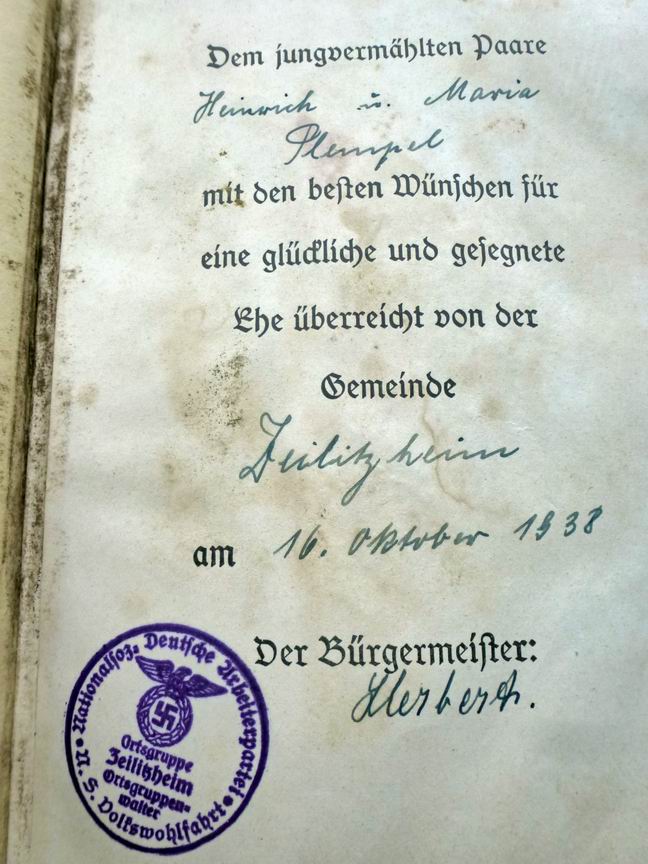 Dem jungvermählten Paare
Heinrich u. Maria
Plempel
mit den besten Wünschen für
eine glückliche und gesegnete
Ehe überreicht von der
Gemeinde
Zeilitzheim
am 16. Oktober 1938
Der Bürgermeister:
Herbert.
Nationalsoz. Deutsche Arbeiterpartei
Ortsgruppe
Zeilitzheim
Ortsgruppen-
walter
N. S. Volkswohlfahrt